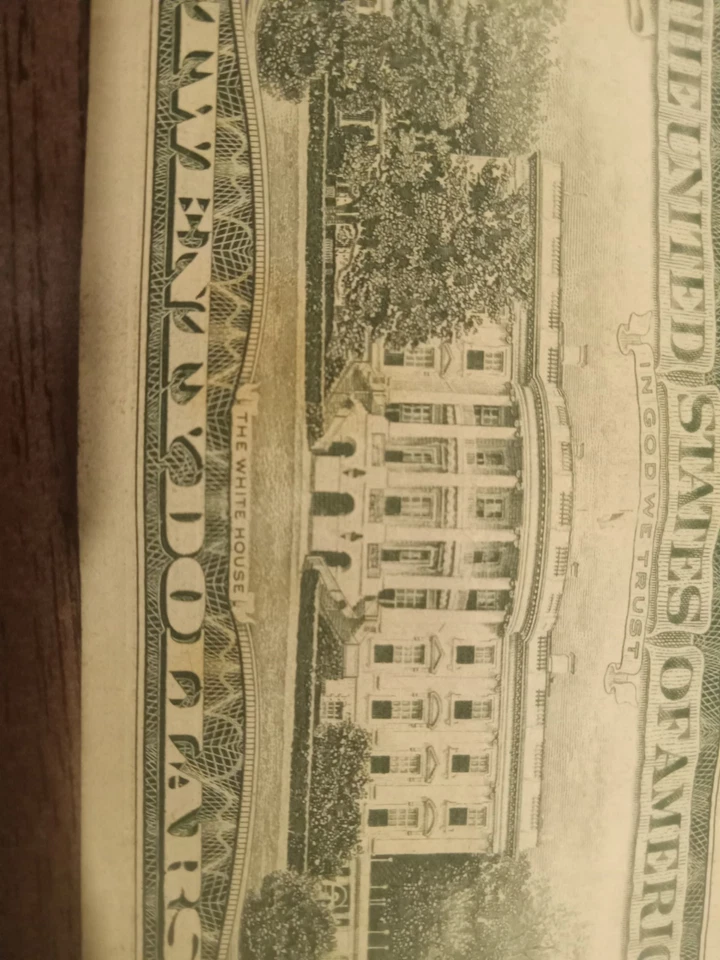 THE UNITED
STATES OF AMERIC
IN GOD WE TRUST
THE WHITE HOUSE
TWENTY DOLLARS